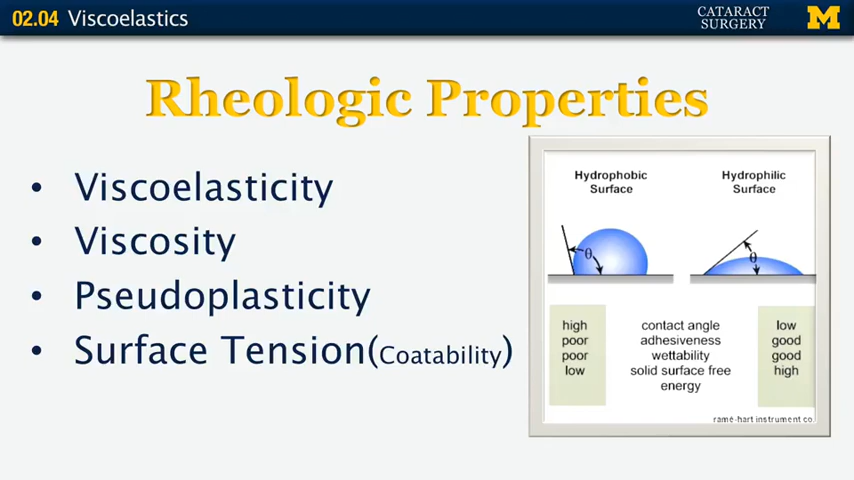 02.04 Viscoelastics
CATARACT
SURGERY
M
Rheologic Properties
• Viscoelasticity
• Viscosity
• Pseudoplasticity
• Surface Tension(Coatability)
Hydrophobic
Surface
Hydrophilic
Surface
θ
θ
high
poor
poor
low
contact angle
adhesiveness
wettability
solid surface free
energy
low
good
good
high
ramé-hart instrument co